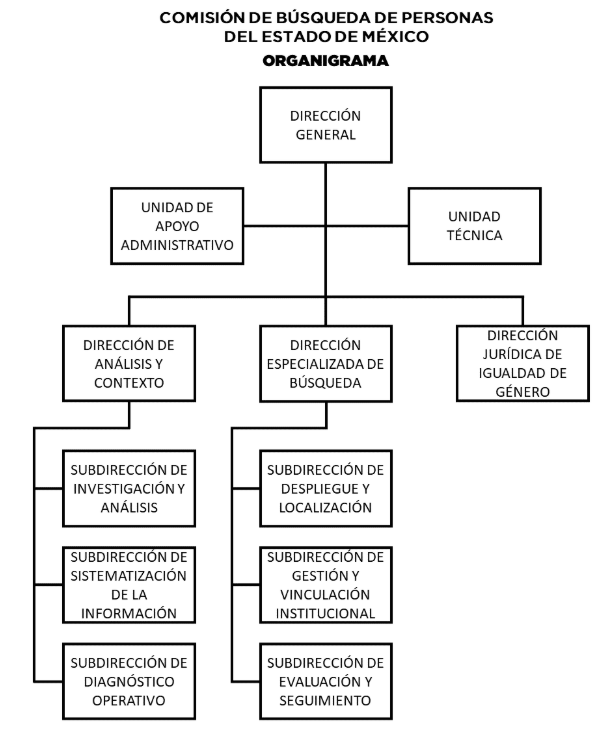 COMISIÓN DE BÚSQUEDA DE PERSONAS
DEL ESTADO DE MÉXICO
ORGANIGRAMA
DIRECCIÓN
GENERAL
UNIDAD DE
APOYO
ADMINISTRATIVO
UNIDAD
TÉCNICA
DIRECCIÓN DE
ANÁLISIS Y
CONTEXTO
DIRECCIÓN
ESPECIALIZADA DE
BÚSQUEDA
DIRECCIÓN
JURÍDICA DE
IGUALDAD DE
GÉNERO
SUBDIRECCIÓN DE
INVESTIGACIÓN Y
ANÁLISIS
SUBDIRECCIÓN DE
SISTEMATIZACIÓN
DE LA
INFORMACIÓN
SUBDIRECCIÓN DE
DIAGNÓSTICO
OPERATIVO
SUBDIRECCIÓN DE
DESPLIEGUE Y
LOCALIZACIÓN
SUBDIRECCIÓN DE
GESTIÓN Y
VINCULACIÓN
INSTITUCIONAL
SUBDIRECCIÓN DE
EVALUACIÓN Y
SEGUIMIENTO